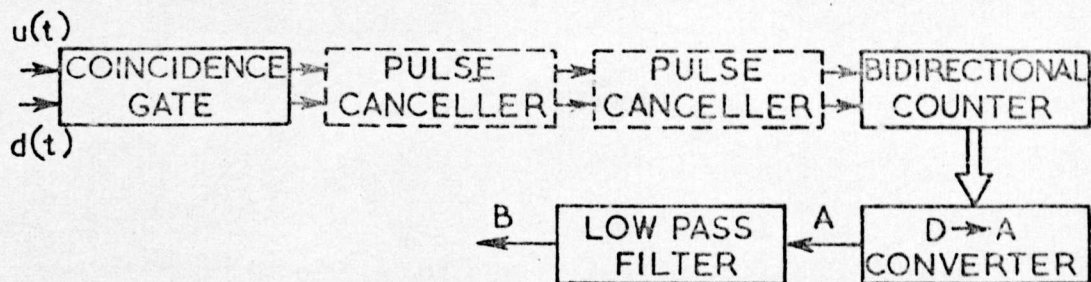 u(t)
d(t)
COINCIDENCE
GATE
PULSE
CANCELLER
PULSE
CANCELLER
BIDIRECTIONAL
COUNTER
D → A
CONVERTER
A
LOW PASS
FILTER
B